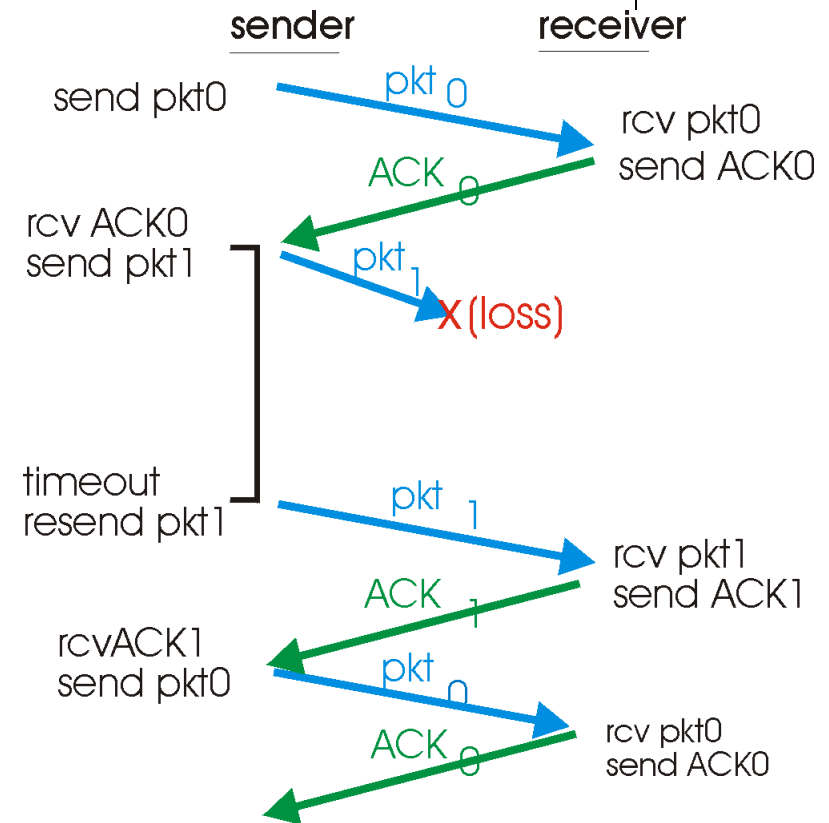 sender
receiver
send pkt0
pkt 0
rcv pkt0
send ACK0
ACK 0
rcv ACK0
send pkt1
pkt 1
X (loss)
timeout
resend pkt1
pkt 1
rcv pkt1
send ACK1
ACK 1
rcvACK1
send pkt0
pkt 0
rcv pkt0
send ACK0
ACK 0